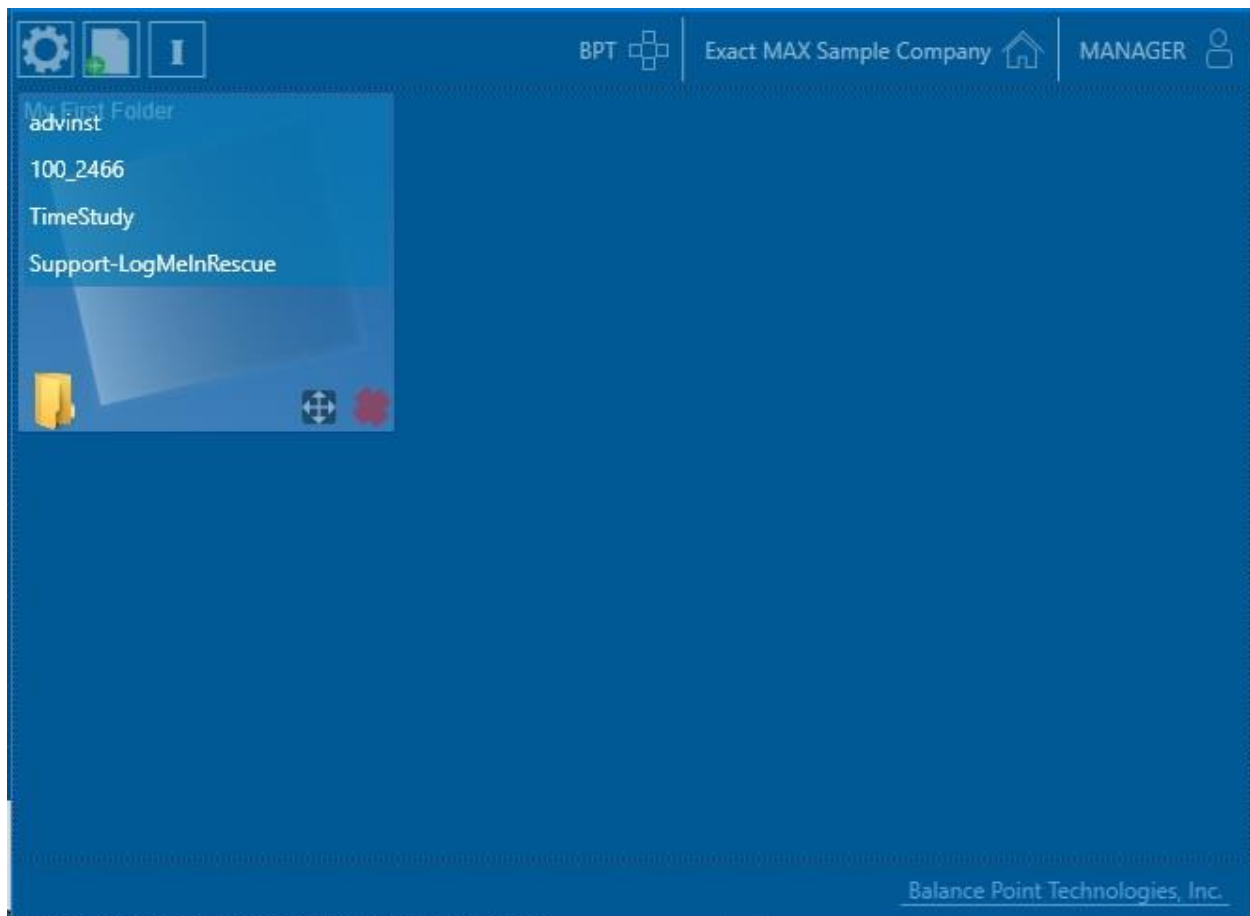 I
BPT
Exact MAX Sample Company
MANAGER
My First Folder
advinst
100_2466
TimeStudy
Support-LogMeInRescue
Balance Point Technologies, Inc.